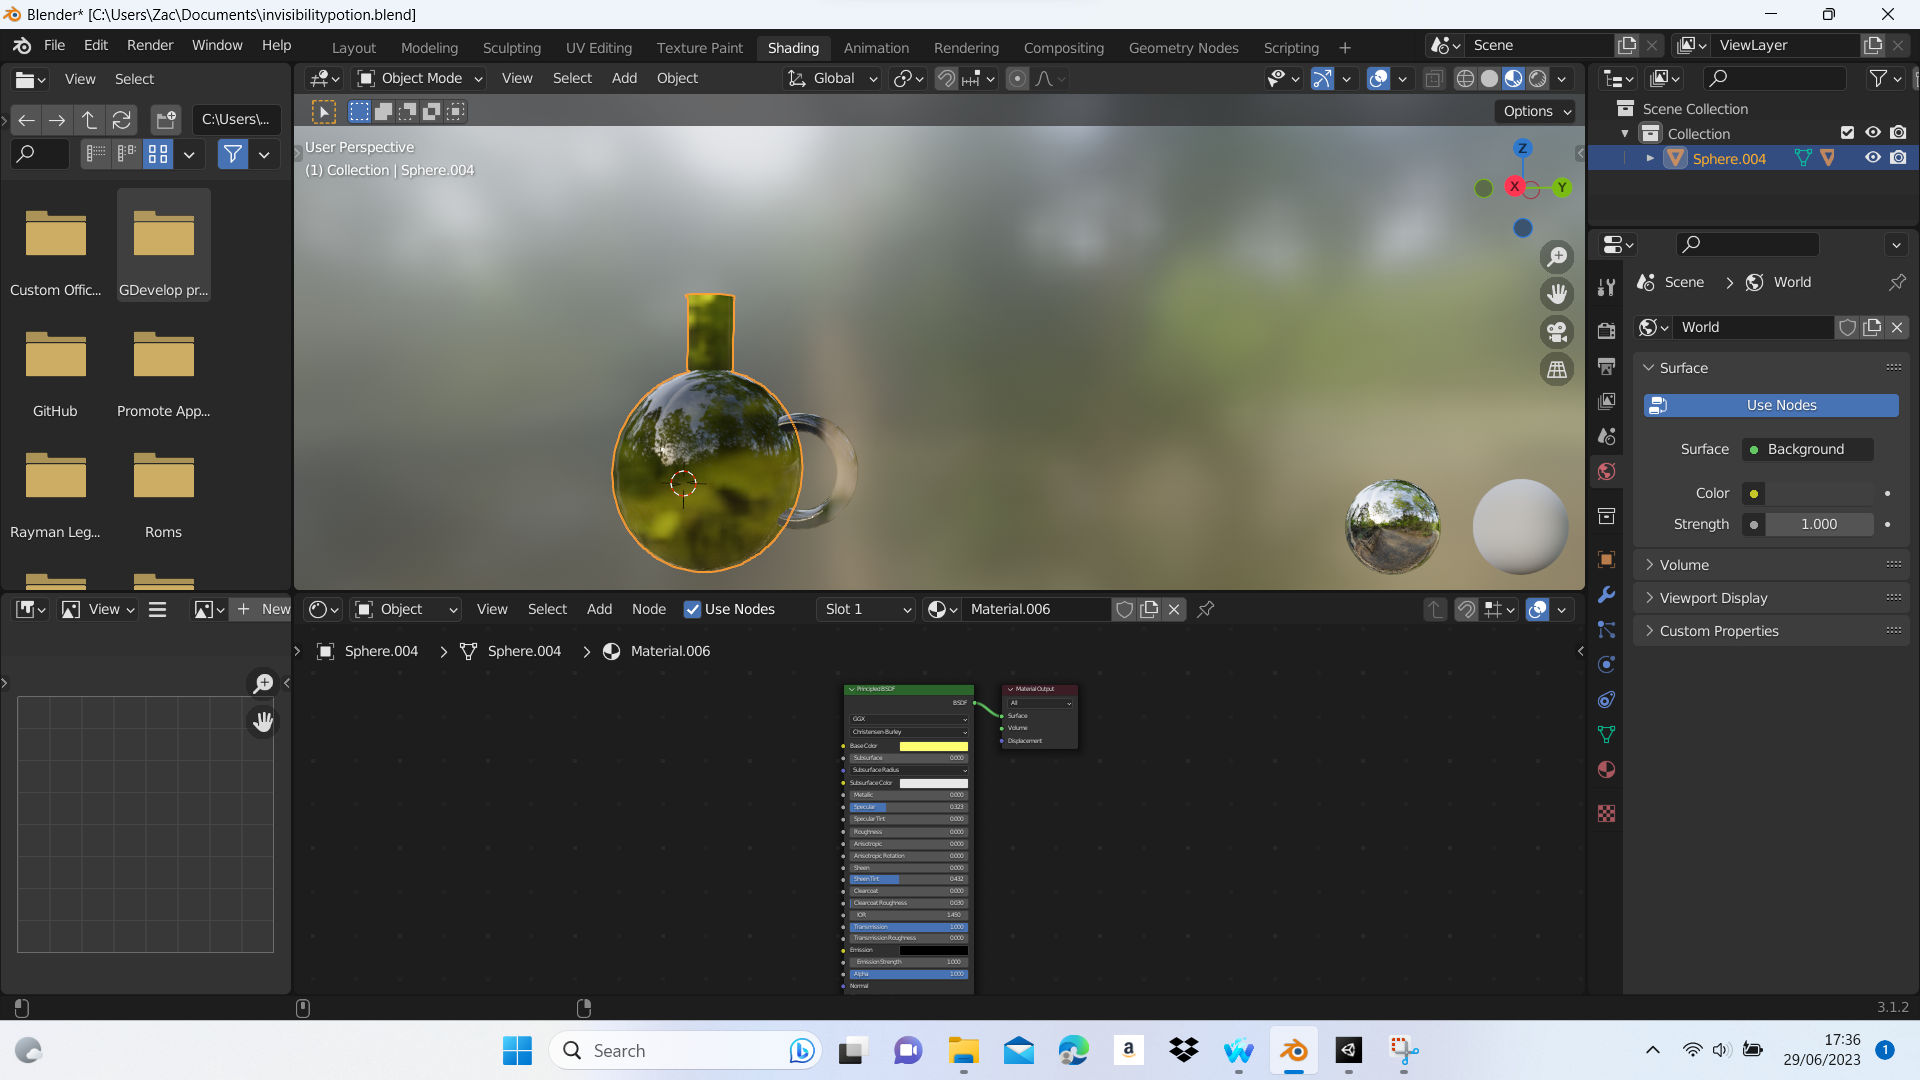 Blender* [C:\Users\Zac\Documents\invisibilitypotion.blend]
File Edit Render Window Help
Layout Modeling Sculpting UV Editing Texture Paint Shading Animation Rendering Compositing Geometry Nodes Scripting
Scene
ViewLayer
View Select
Object Mode View Select Add Object Global
C:\Users\...
Options
User Perspective
(1) Collection | Sphere.004
Z
X
Y
Scene Collection
Collection
Sphere.004
Custom Offic...
GDevelop pr...
GitHub
Promote App...
Rayman Leg...
Roms
Scene > World
World
Surface
Use Nodes
Surface Background
Color
Strength 1.000
Volume
Viewport Display
Custom Properties
View
New
Object View Select Add Node Use Nodes Slot 1 Material.006
Sphere.004 > Sphere.004 > Material.006
Principled BSDF
BSDF
GGX
Christensen-Burley
Base Color
Subsurface 0.000
Subsurface Radius
Subsurface Color
Metallic 0.000
Specular 0.323
Specular Tint 0.000
Roughness 0.000
Anisotropic 0.000
Anisotropic Rotation 0.000
Sheen 0.000
Sheen Tint 0.432
Clearcoat 0.000
Clearcoat Roughness 0.030
IOR 1.450
Transmission 1.000
Transmission Roughness 0.000
Emission
Emission Strength 1.000
Alpha 1.000
Normal
Material Output
All
Surface
Volume
Displacement
3.1.2
Search
a
17:36
29/06/2023
1